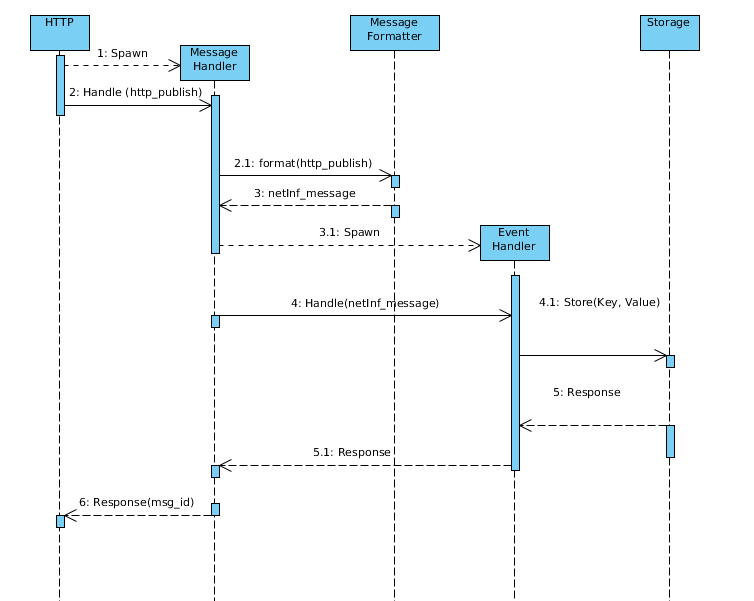 HTTP
Message
Formatter
Storage
Message
Handler
1: Spawn
2: Handle (http_publish)
2.1: format(http_publish)
3: netInf_message
3.1: Spawn
Event
Handler
4: Handle(netInf_message)
4.1: Store(Key, Value)
5: Response
5.1: Response
6: Response(msg_id)